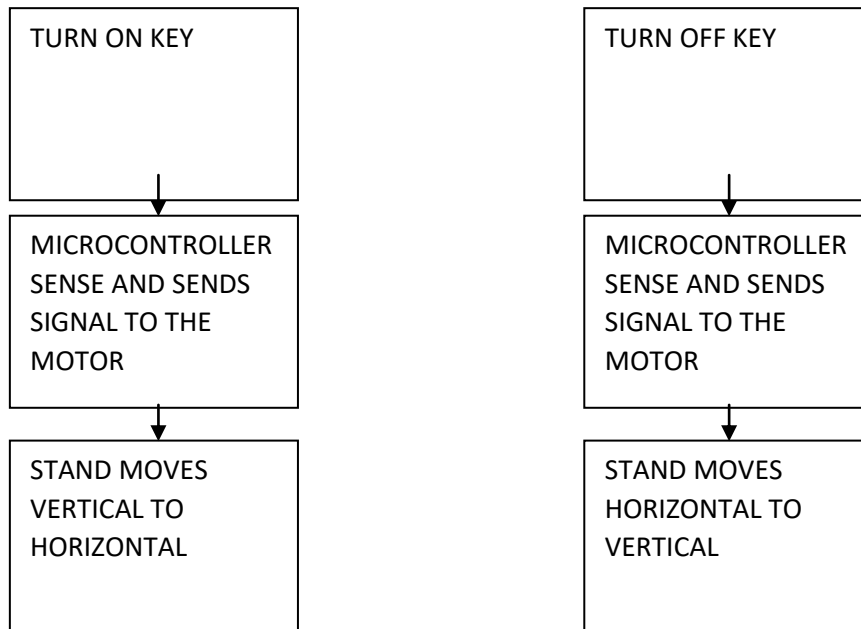 TURN ON KEY
MICROCONTROLLER
SENSE AND SENDS
SIGNAL TO THE
MOTOR
STAND MOVES
VERTICAL TO
HORIZONTAL
TURN OFF KEY
MICROCONTROLLER
SENSE AND SENDS
SIGNAL TO THE
MOTOR
STAND MOVES
HORIZONTAL TO
VERTICAL